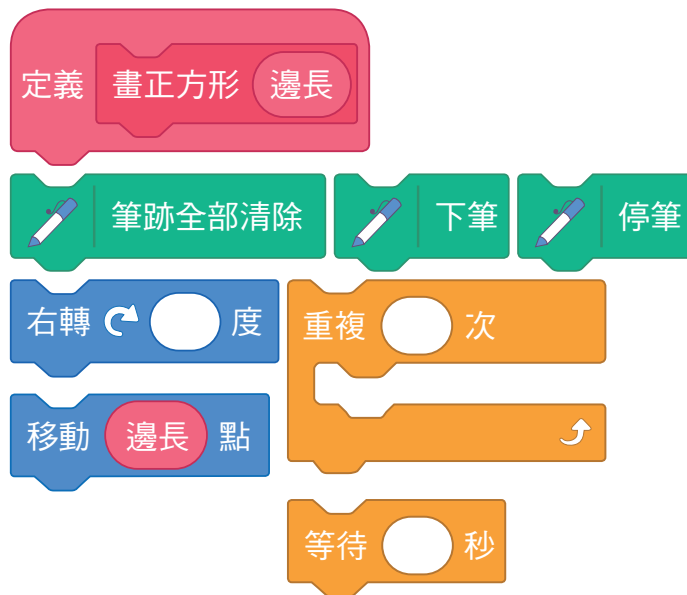 定義 畫正方形 邊長
筆跡全部清除 下筆 停筆
右轉 度 重複 次
移動 邊長 點
等待 秒